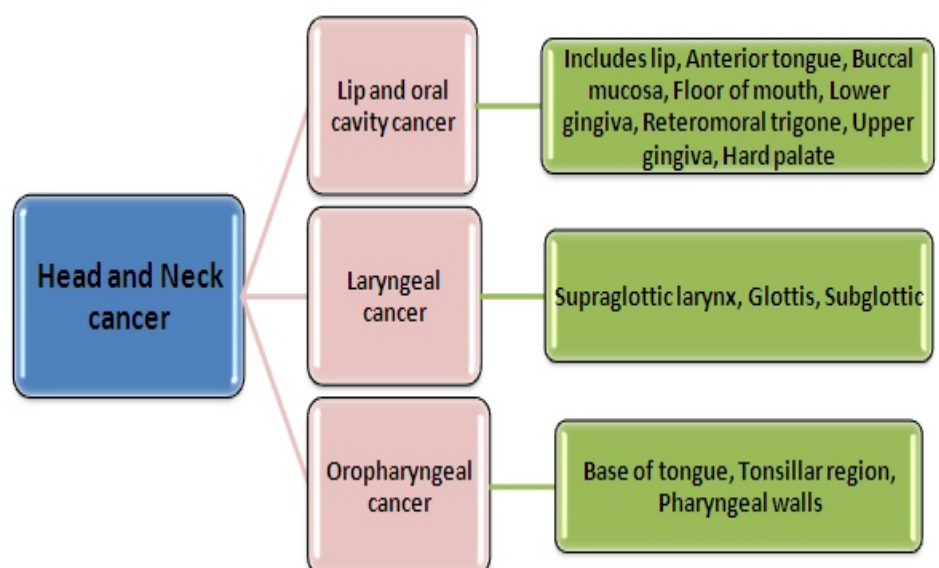 Head and Neck
cancer
Lip and oral
cavity cancer
Includes lip, Anterior tongue, Buccal
mucosa, Floor of mouth, Lower
gingiva, Reteromoral trigone, Upper
gingiva, Hard palate
Laryngeal
cancer
Supraglottic larynx, Glottis, Subglottic
Oropharyngeal
cancer
Base of tongue, Tonsillar region,
Pharyngeal walls